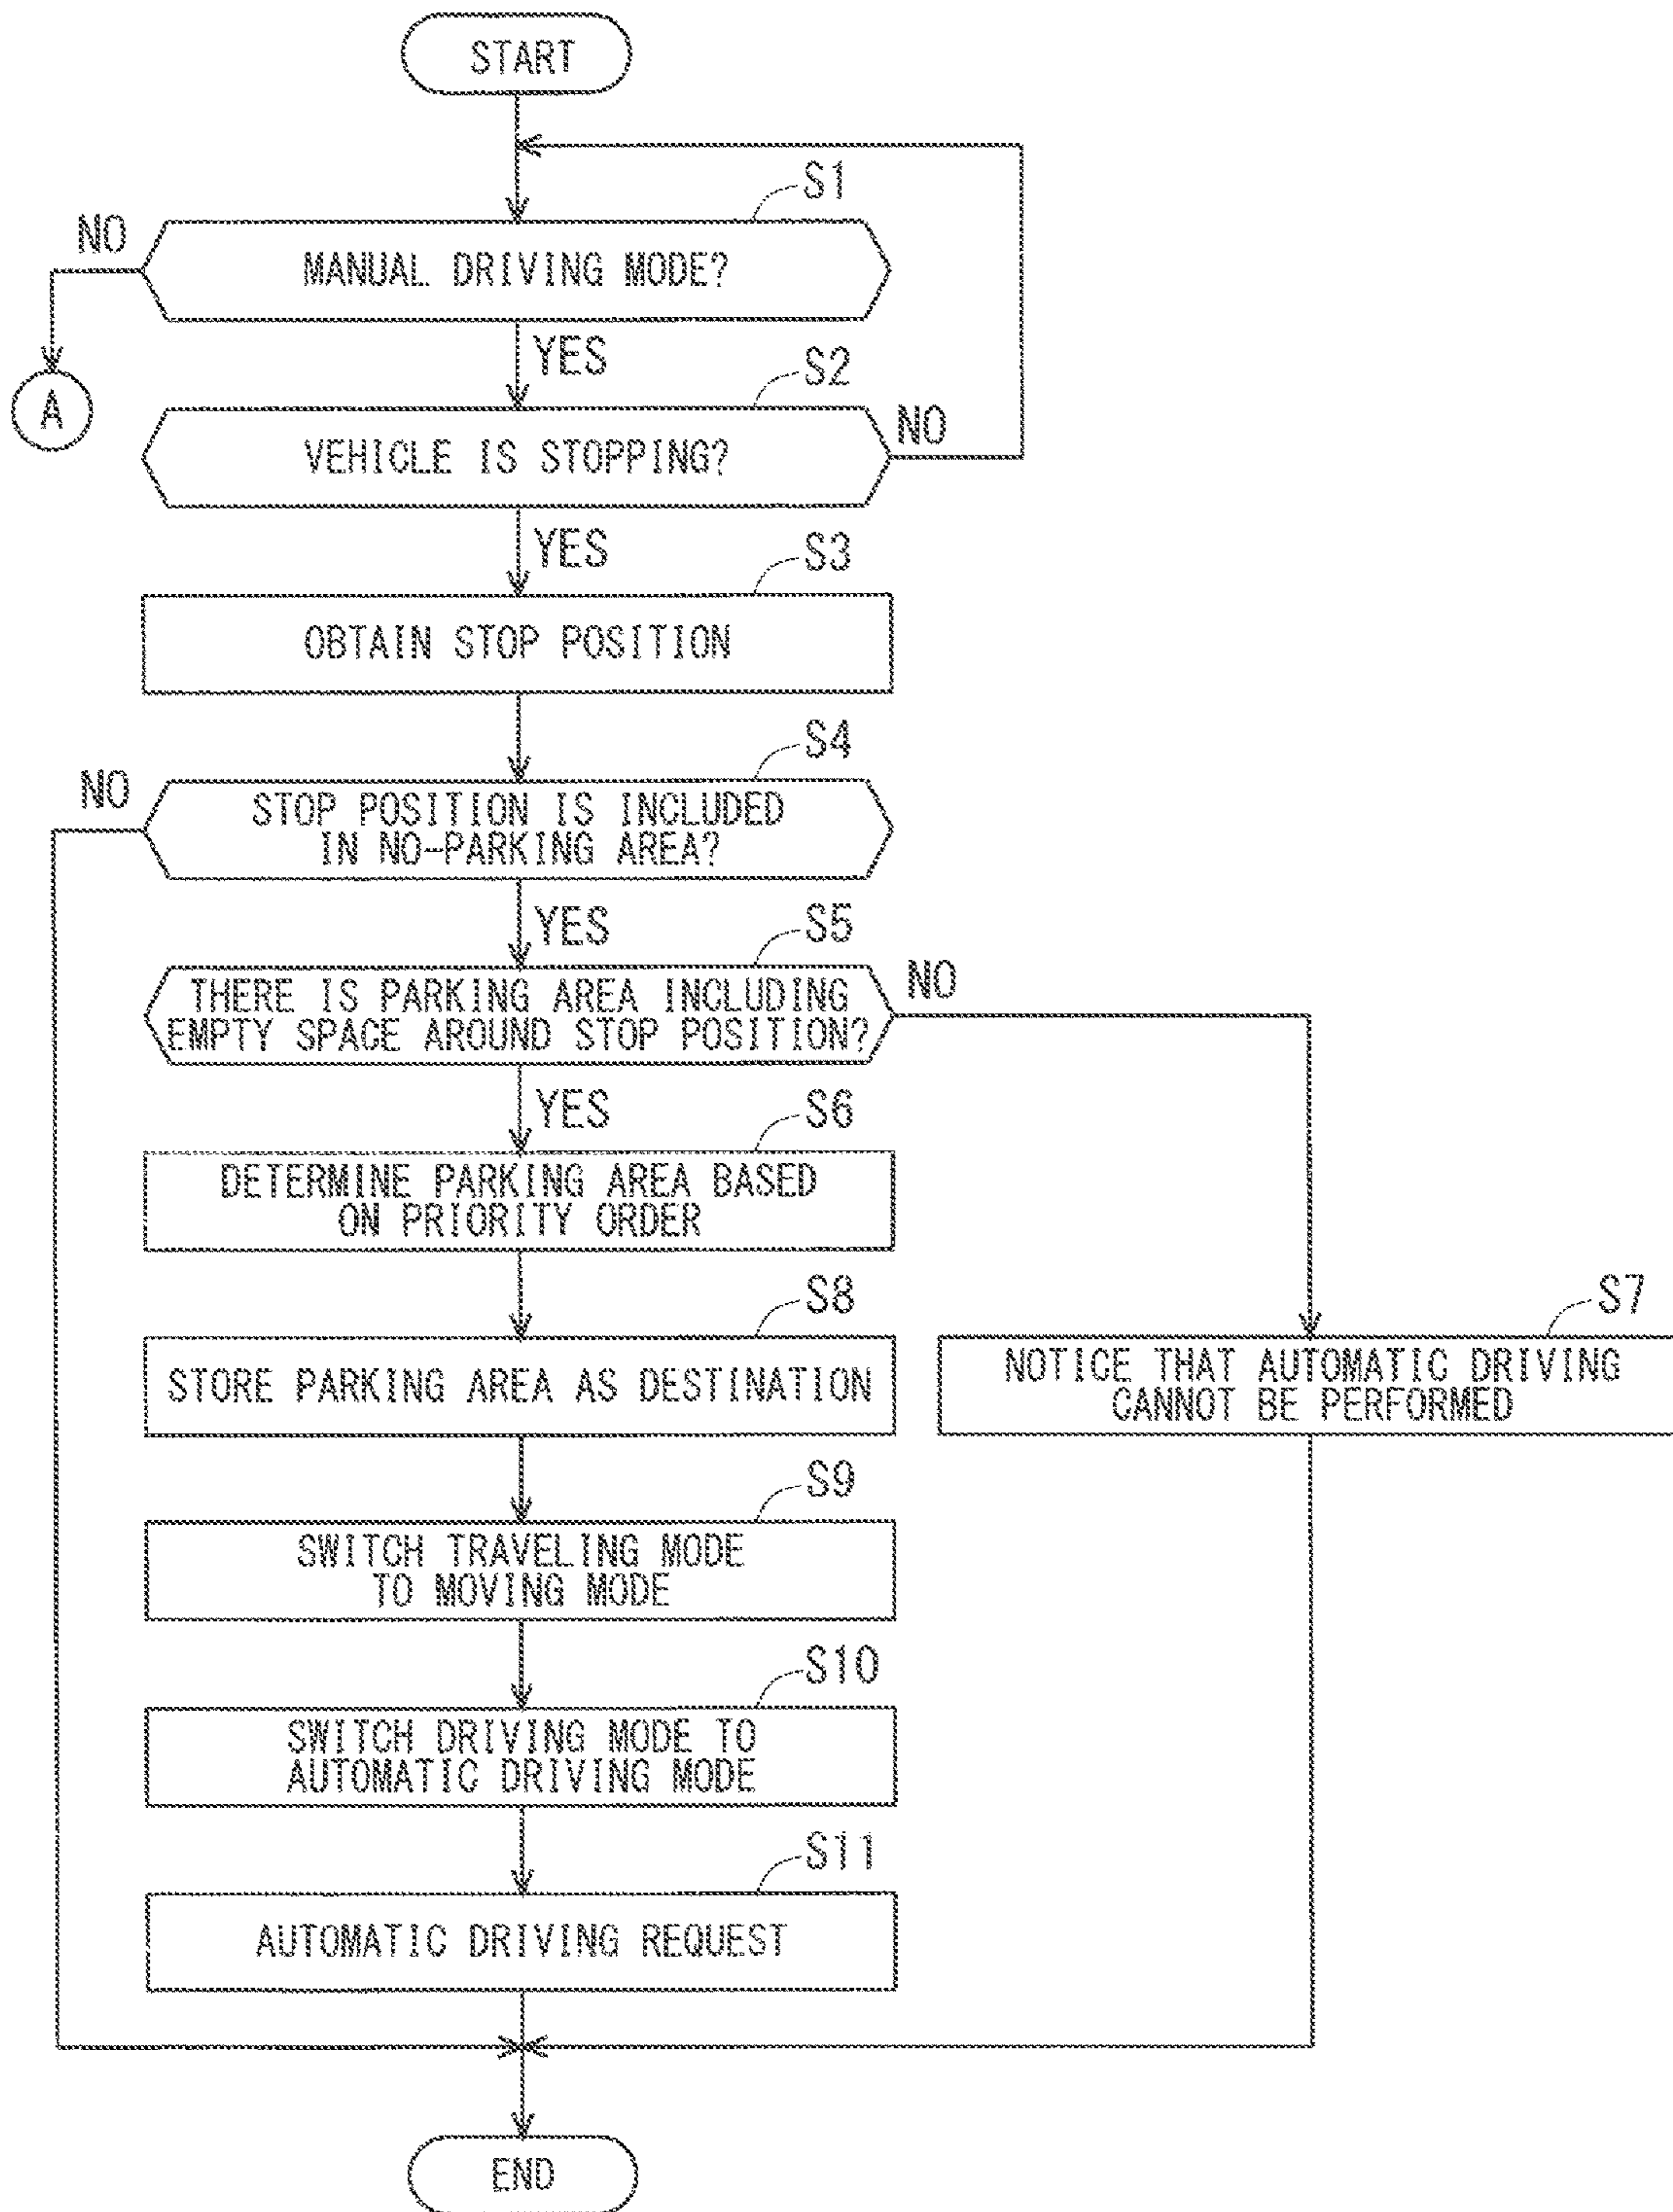 START
S1
NO
MANUAL DRIVING MODE?
YES
A
S2
NO
VEHICLE IS STOPPING?
YES
S3
OBTAIN STOP POSITION
S4
NO
STOP POSITION IS INCLUDED
IN NO-PARKING AREA?
YES
S5
NO
THERE IS PARKING AREA INCLUDING
EMPTY SPACE AROUND STOP POSITION?
YES
S6
DETERMINE PARKING AREA BASED
ON PRIORITY ORDER
S8
STORE PARKING AREA AS DESTINATION
S7
NOTICE THAT AUTOMATIC DRIVING
CANNOT BE PERFORMED
S9
SWITCH TRAVELING MODE
TO MOVING MODE
S10
SWITCH DRIVING MODE TO
AUTOMATIC DRIVING MODE
S11
AUTOMATIC DRIVING REQUEST
END